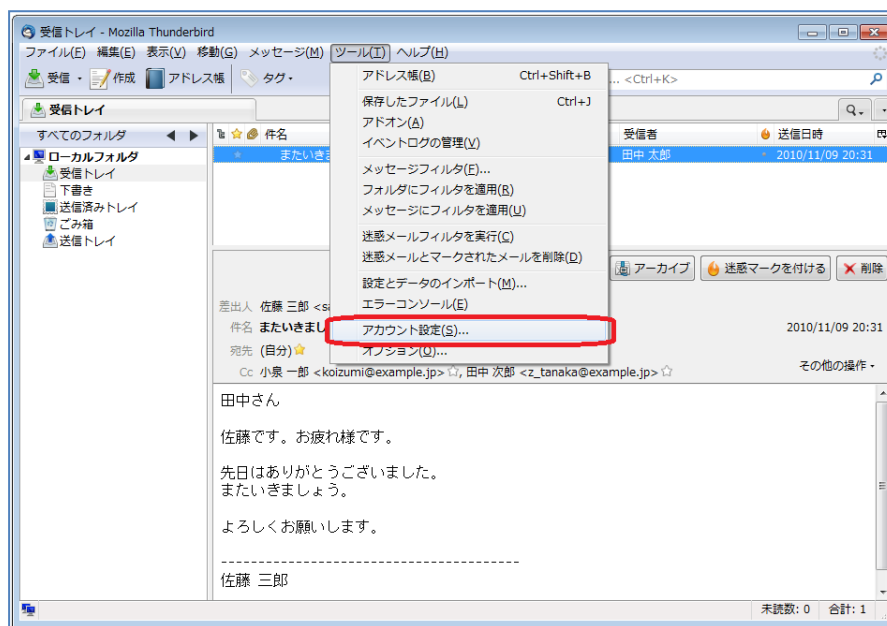 受信トレイ - Mozilla Thunderbird
ファイル(F) 編集(E) 表示(V) 移動(G) メッセージ(M) ツール(T) ヘルプ(H)
受信 作成 アドレス帳 タグ
... <Ctrl+K>
アドレス帳(B) Ctrl+Shift+B
保存したファイル(L) Ctrl+J
アドオン(A)
イベントログの管理(V)
メッセージフィルタ(F)...
フォルダにフィルタを適用(R)
メッセージにフィルタを適用(U)
迷惑メールフィルタを実行(C)
迷惑メールとマークされたメールを削除(D)
設定とデータのインポート(M)...
エラーコンソール(E)
アカウント設定(S)...
オプション(O)...
受信トレイ
すべてのフォルダ
ローカルフォルダ
受信トレイ
下書き
送信済みトレイ
ごみ箱
送信トレイ
件名 受信者 送信日時
またいき 田中 太郎 2010/11/09 20:31
アーカイブ 迷惑マークを付ける 削除
差出人 佐藤 三郎 <s
件名 またいきまし 2010/11/09 20:31
宛先 (自分)
その他の操作
Cc 小泉 一郎 <koizumi@example.jp>, 田中 次郎 <z_tanaka@example.jp>
田中さん
佐藤です。お疲れ様です。
先日はありがとうございました。
またいきましょう。
よろしくお願いします。
----------------------------------------
佐藤 三郎
未読数: 0 合計: 1